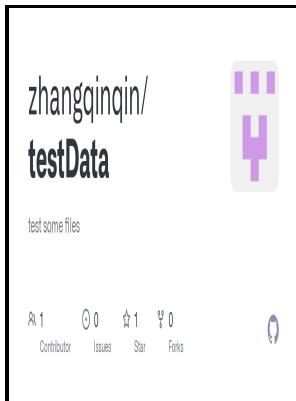 zhangqinqin/
testData
test some files
1 0 1 0
Contributor Issues Star Forks